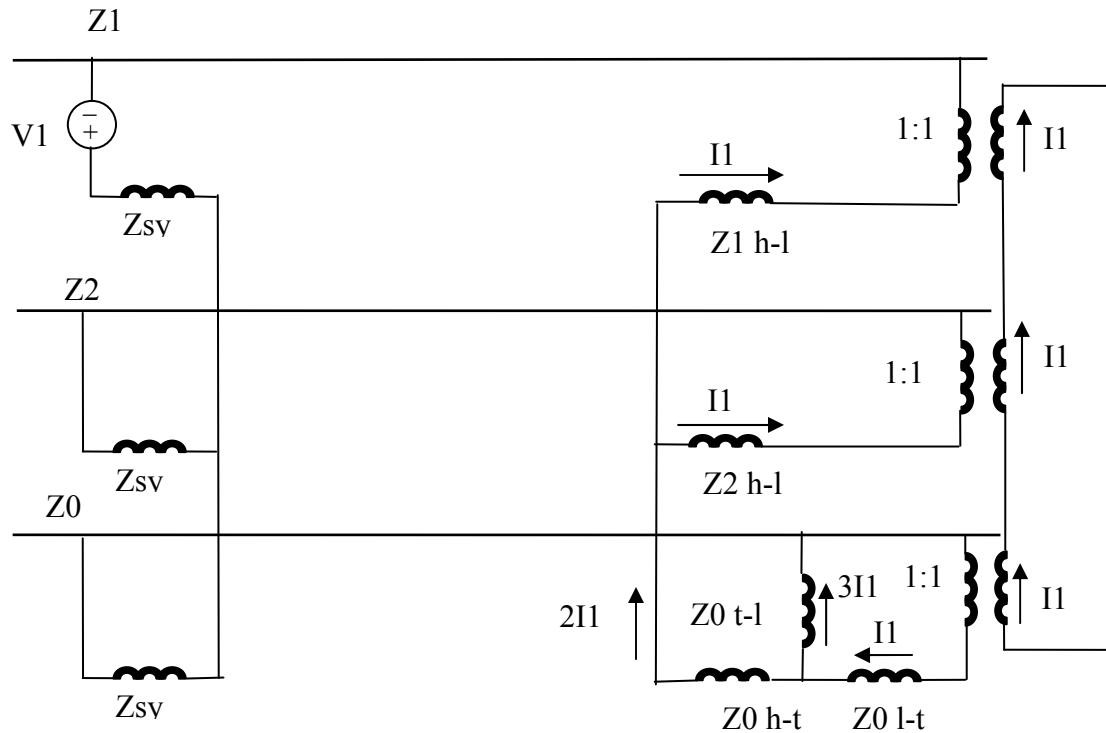 Z1
V1
−
+
Zsv
I1
Z1 h-l
1:1
I1
Z2
Zsv
I1
Z2 h-l
1:1
I1
Z0
Zsv
2I1
Z0 t-l
3I1
1:1
I1
I1
Z0 h-t
Z0 l-t